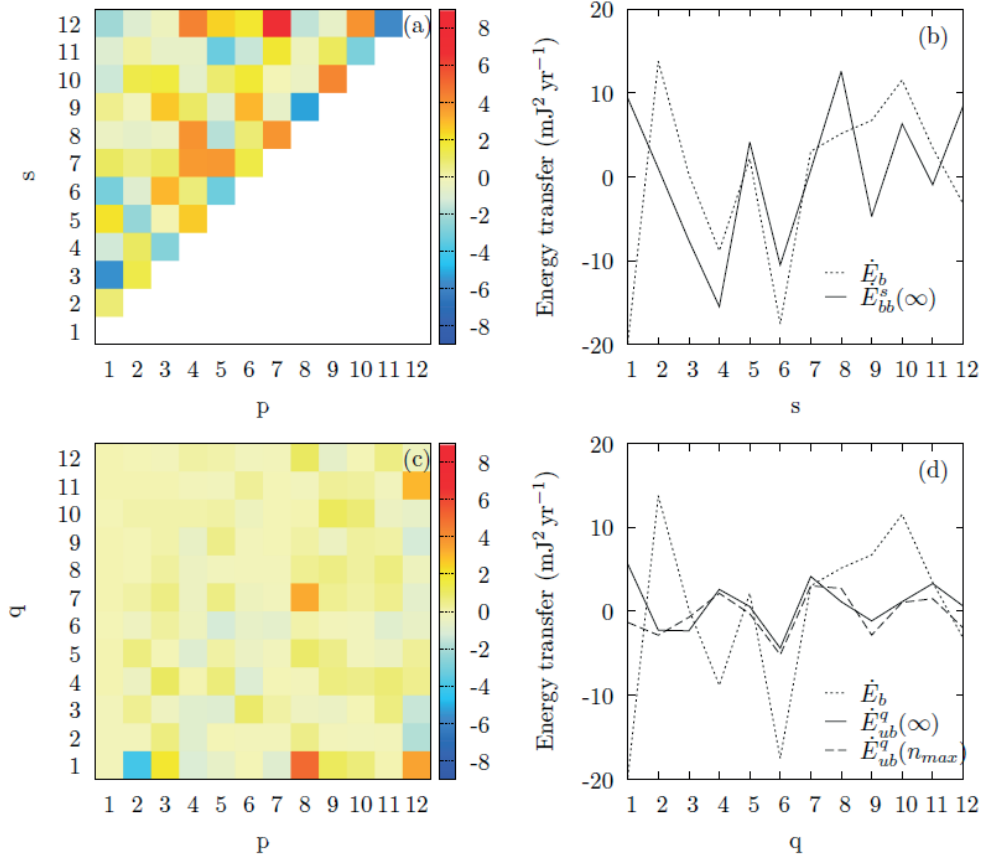 (a)
12
11
10
9
8
7
6
5
4
3
2
1
s
1 2 3 4 5 6 7 8 9 10 11 12
p
8
6
4
2
0
-2
-4
-6
-8
(b)
Energy transfer (mJ² yr⁻¹)
20
10
0
-10
-20
Ė_b
Ė^s_bb(∞)
1 2 3 4 5 6 7 8 9 10 11 12
s
(c)
12
11
10
9
8
7
6
5
4
3
2
1
q
1 2 3 4 5 6 7 8 9 10 11 12
p
8
6
4
2
0
-2
-4
-6
-8
(d)
Energy transfer (mJ² yr⁻¹)
20
10
0
-10
-20
Ė_b
Ė^q_ub(∞)
Ė^q_ub(n_max)
1 2 3 4 5 6 7 8 9 10 11 12
q